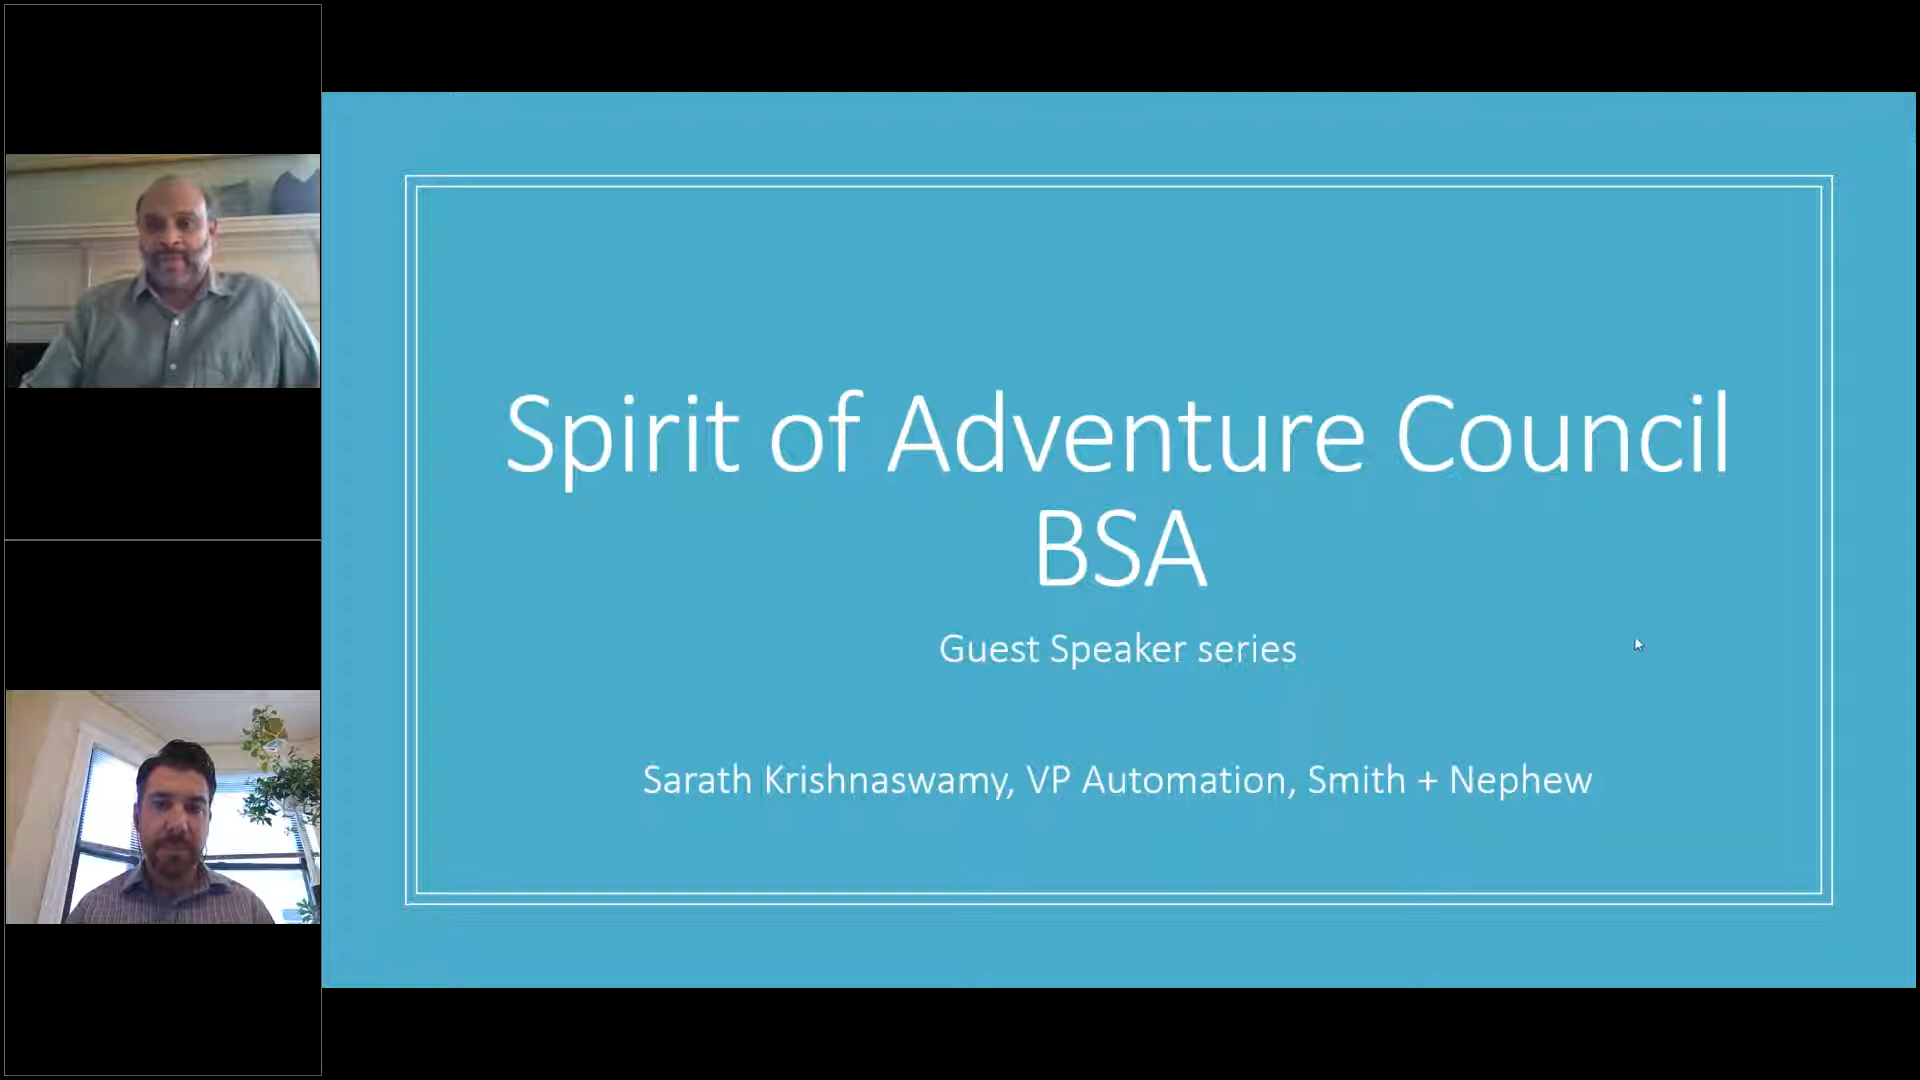 Spirit of Adventure Council
BSA
Guest Speaker series
Sarath Krishnaswamy, VP Automation, Smith + Nephew